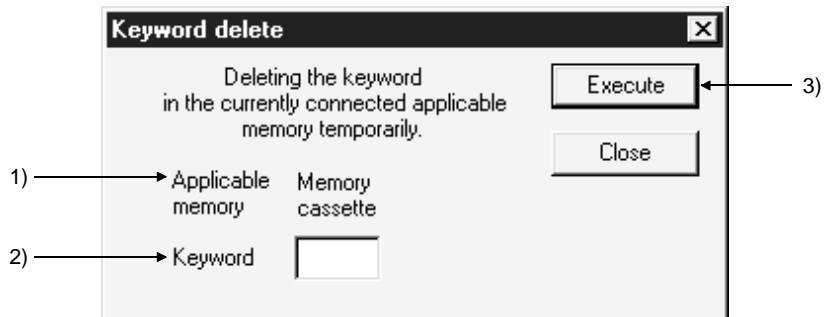 Keyword delete
Deleting the keyword
in the currently connected applicable
memory temporarily.
Execute
3)
Close
1)
Applicable Memory
memory cassette
2)
Keyword